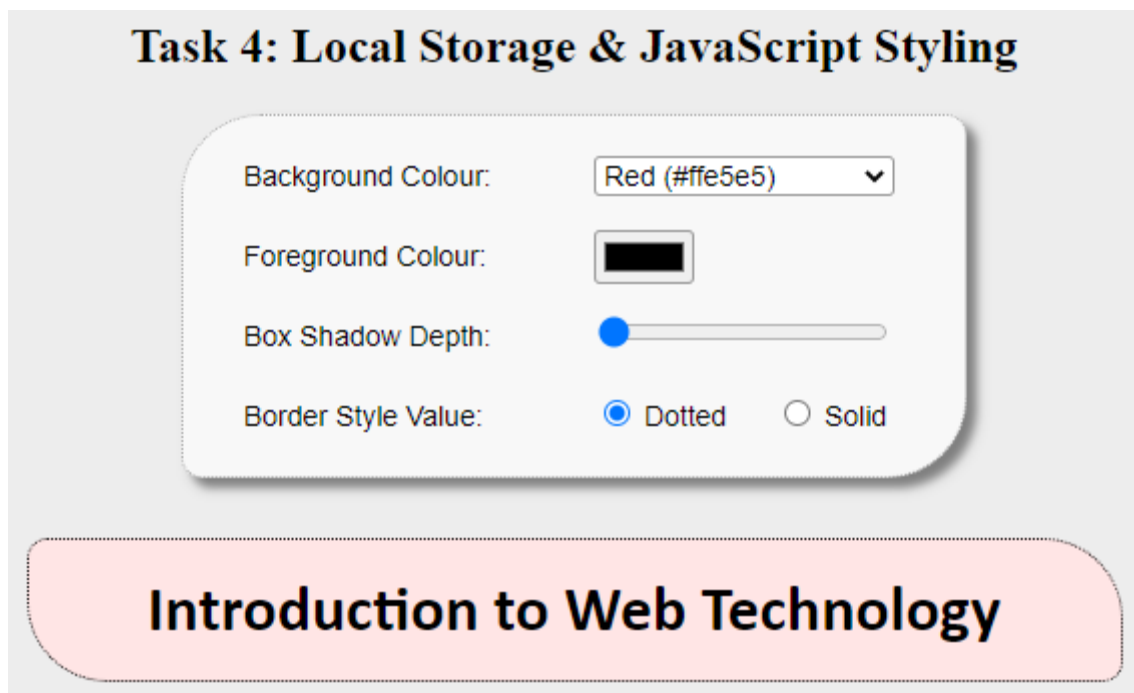 Task 4: Local Storage & JavaScript Styling
Background Colour: Red (#ffe5e5)
Foreground Colour:
Box Shadow Depth:
Border Style Value: Dotted Solid
Introduction to Web Technology